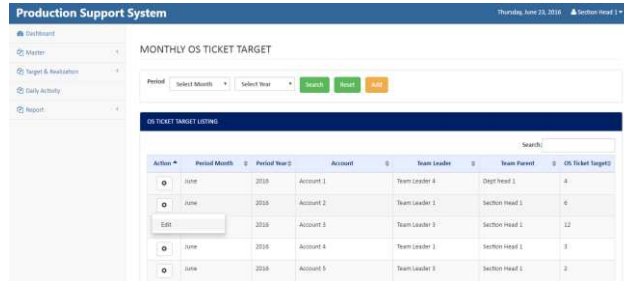 Production Support System
Thursday, June 23, 2016 Section Head 1
Dashboard
Master
Target & Realization
Daily Activity
Report
MONTHLY OS TICKET TARGET
Period Select Month Select Year Search Reset Add
OS TICKET TARGET LISTING
Search:
Action Period Month Period Year Account Team Leader Team Parent OS Ticket Target
June 2016 Account 1 Team Leader 4 Dept head 1 4
June 2016 Account 2 Team Leader 1 Section Head 1 6
Edit 2016 Account 3 Team Leader 3 Section Head 1 12
June 2016 Account 4 Team Leader 1 Section Head 1 3
June 2016 Account 5 Team Leader 3 Section Head 1 2